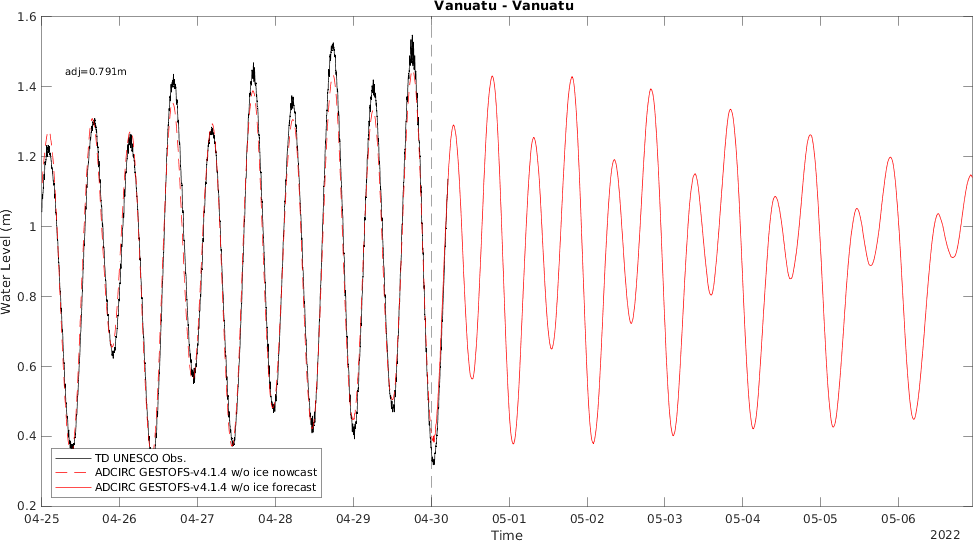 Vanuatu - Vanuatu
1.6
1.4
1.2
1
0.8
0.6
0.4
0.2
Water Level (m)
adj=0.791m
TD UNESCO Obs.
ADCIRC GESTOFS-v4.1.4 w/o ice nowcast
ADCIRC GESTOFS-v4.1.4 w/o ice forecast
04-25 04-26 04-27 04-28 04-29 04-30 05-01 05-02 05-03 05-04 05-05 05-06
Time
2022